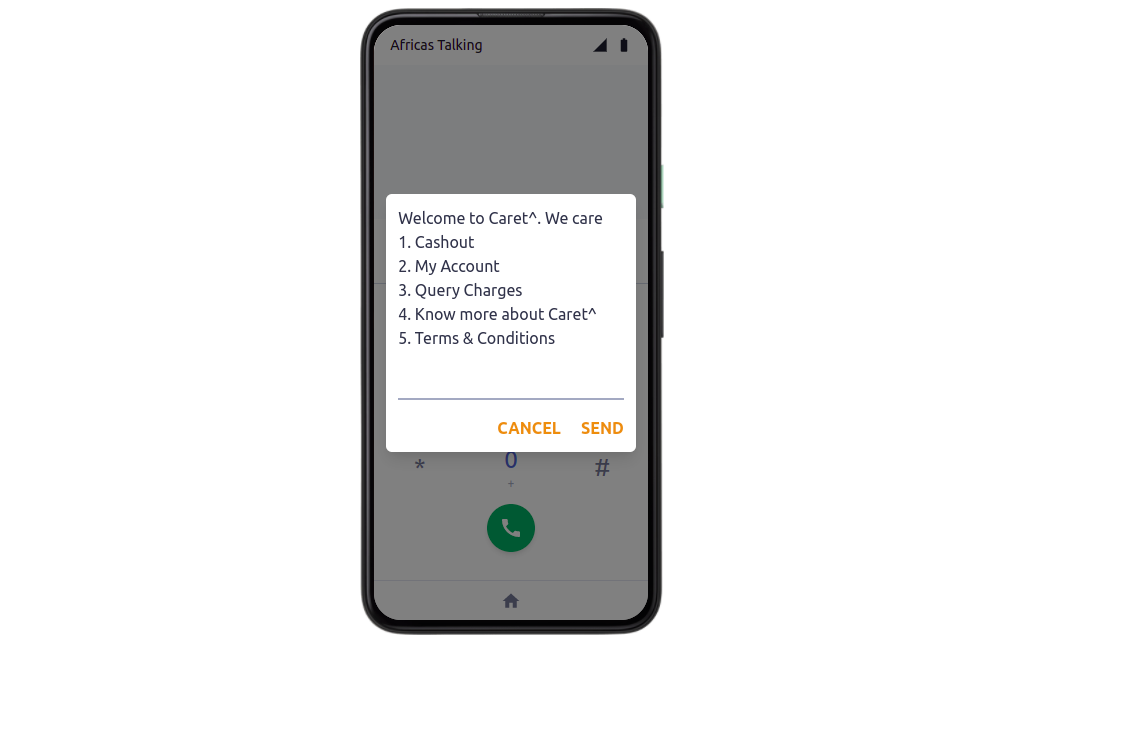 Africas Talking
Welcome to Caret^. We care
1. Cashout
2. My Account
3. Query Charges
4. Know more about Caret^
5. Terms & Conditions
CANCEL SEND
* 0 #
+